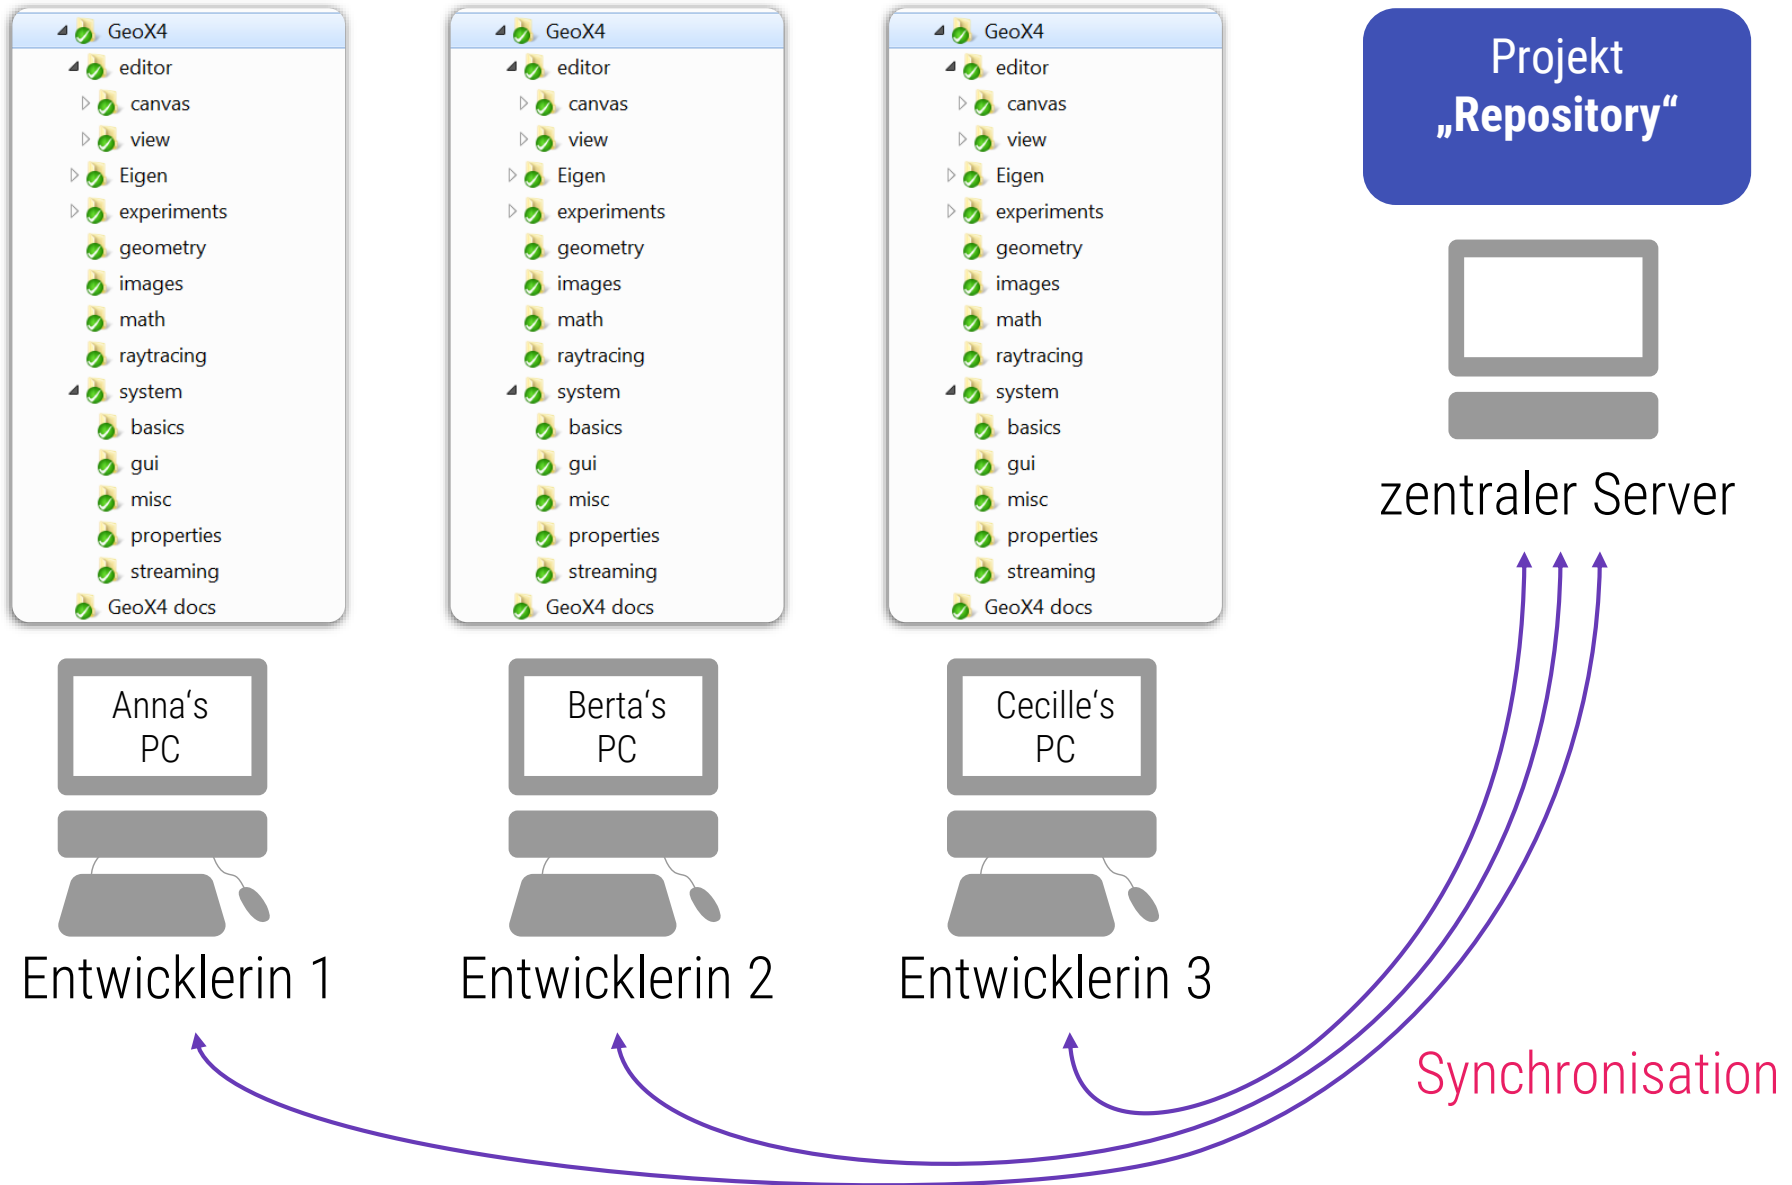 GeoX4
editor
canvas
view
Eigen
experiments
geometry
images
math
raytracing
system
basics
gui
misc
properties
streaming
GeoX4 docs
Anna‘s
PC
Entwicklerin 1
GeoX4
editor
canvas
view
Eigen
experiments
geometry
images
math
raytracing
system
basics
gui
misc
properties
streaming
GeoX4 docs
Berta‘s
PC
Entwicklerin 2
GeoX4
editor
canvas
view
Eigen
experiments
geometry
images
math
raytracing
system
basics
gui
misc
properties
streaming
GeoX4 docs
Cecille‘s
PC
Entwicklerin 3
Projekt
„Repository“
zentraler Server
Synchronisation